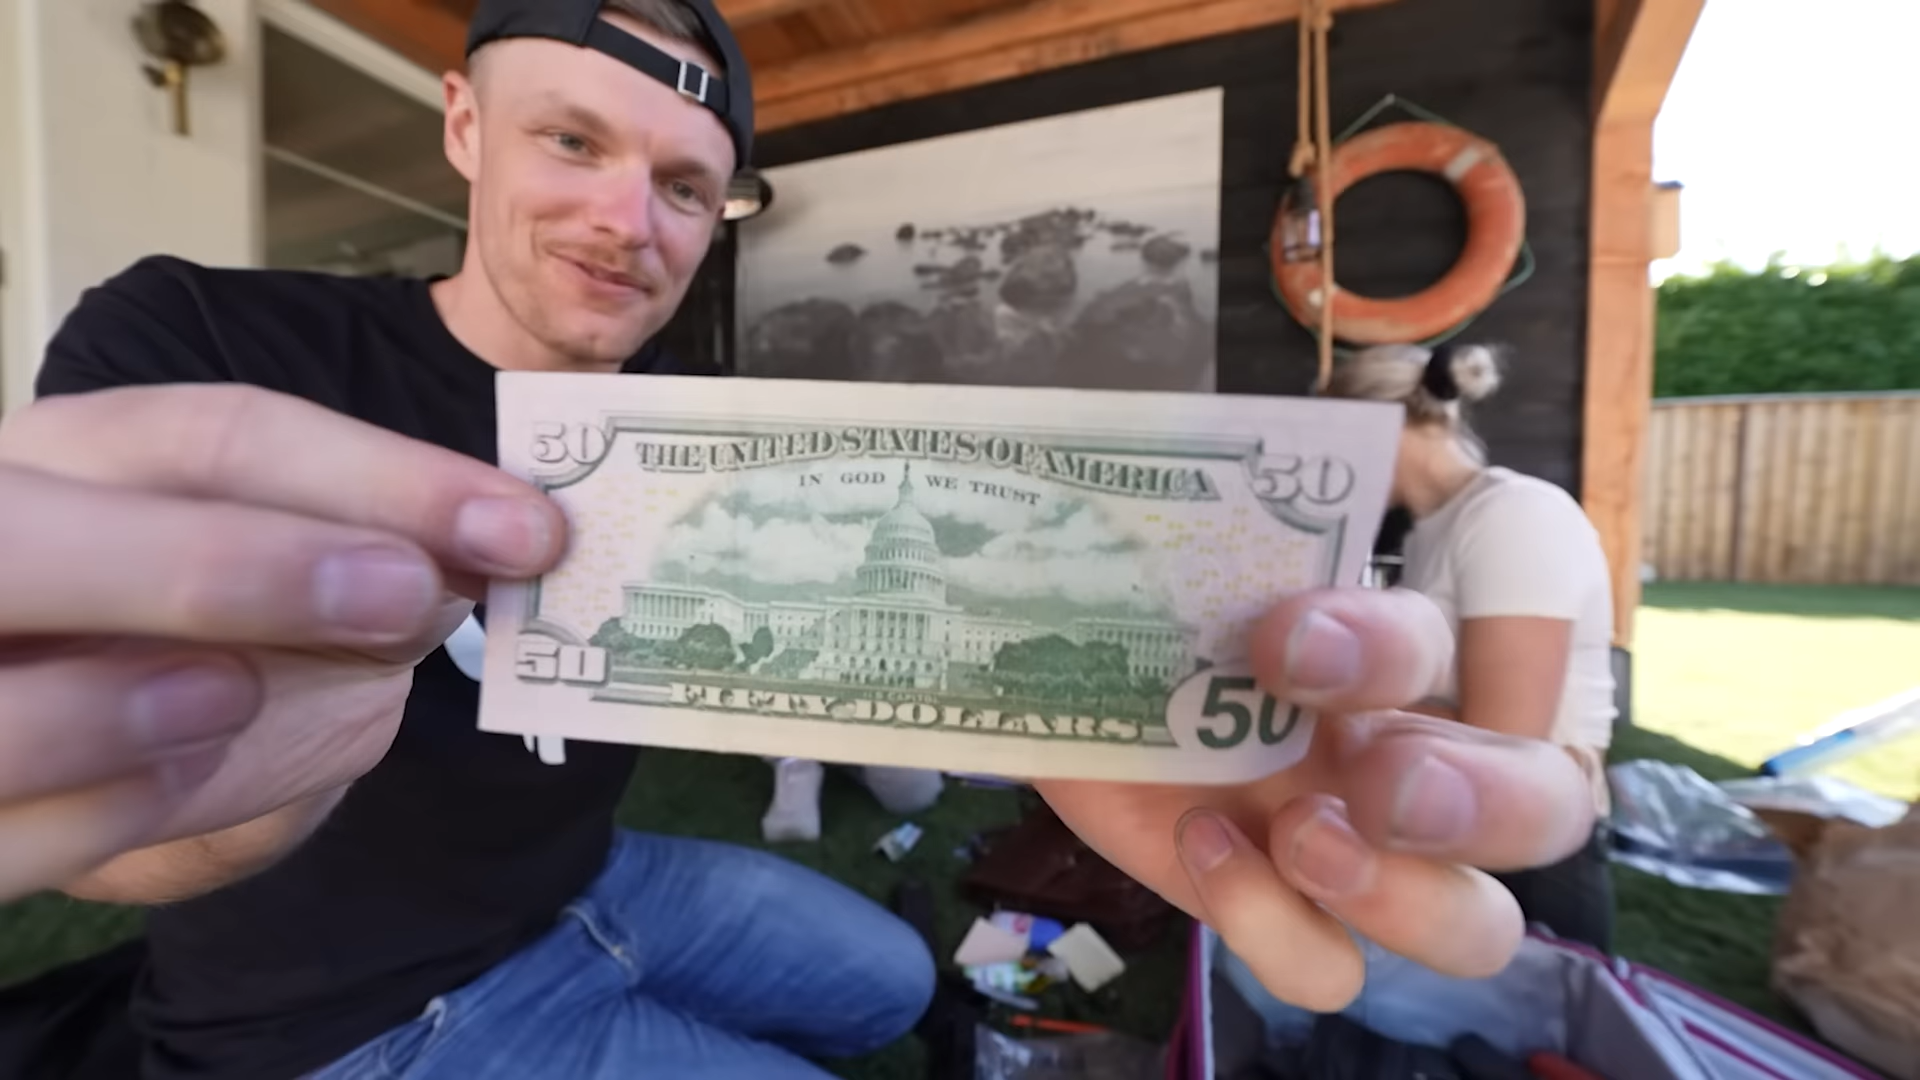 50 THE UNITED STATES OF AMERICA 50
IN GOD WE TRUST
50 FIFTY DOLLARS 50